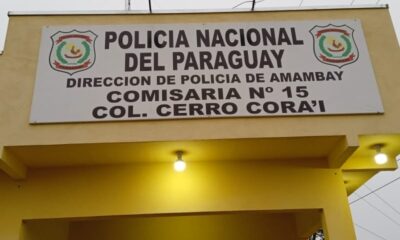 POLICIA NACIONAL
DEL PARAGUAY
DIRECCION DE POLICIA DE AMAMBAY
COMISARIA Nº 15
COL. CERRO CORA'I